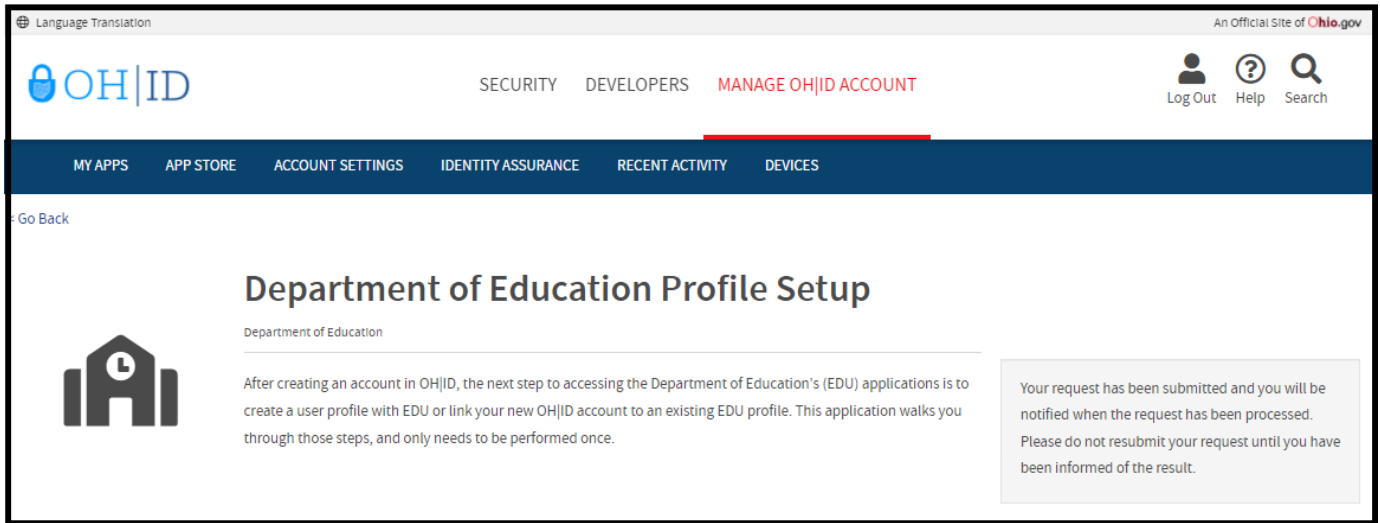 Language Translation
An Official Site of Ohio.gov
OH|ID
SECURITY DEVELOPERS MANAGE OH|ID ACCOUNT
Log Out Help Search
MY APPS APP STORE ACCOUNT SETTINGS IDENTITY ASSURANCE RECENT ACTIVITY DEVICES
< Go Back
Department of Education Profile Setup
Department of Education
After creating an account in OH|ID, the next step to accessing the Department of Education's (EDU) applications is to
create a user profile with EDU or link your new OH|ID account to an existing EDU profile. This application walks you
through those steps, and only needs to be performed once.
Your request has been submitted and you will be
notified when the request has been processed.
Please do not resubmit your request until you have
been informed of the result.